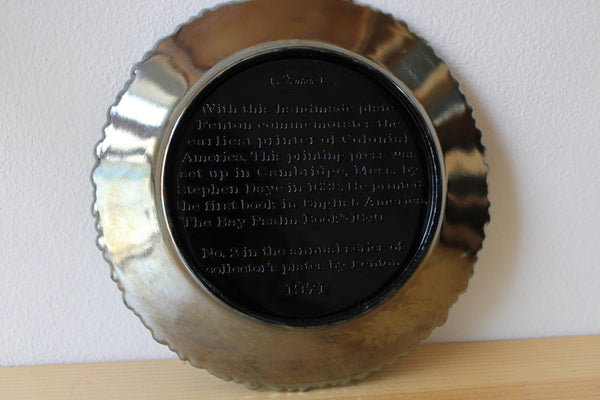 (Fenton)
With this handmade plate
Fenton commemorates the
earliest printer of Colonial
America. This printing press was
set up in Cambridge, Mass. by
Stephen Daye in 1638. He printed
the first book in English America,
The Bay Psalm Book-1640
No. 2 in the annual series of
collector's plates by Fenton.
1971